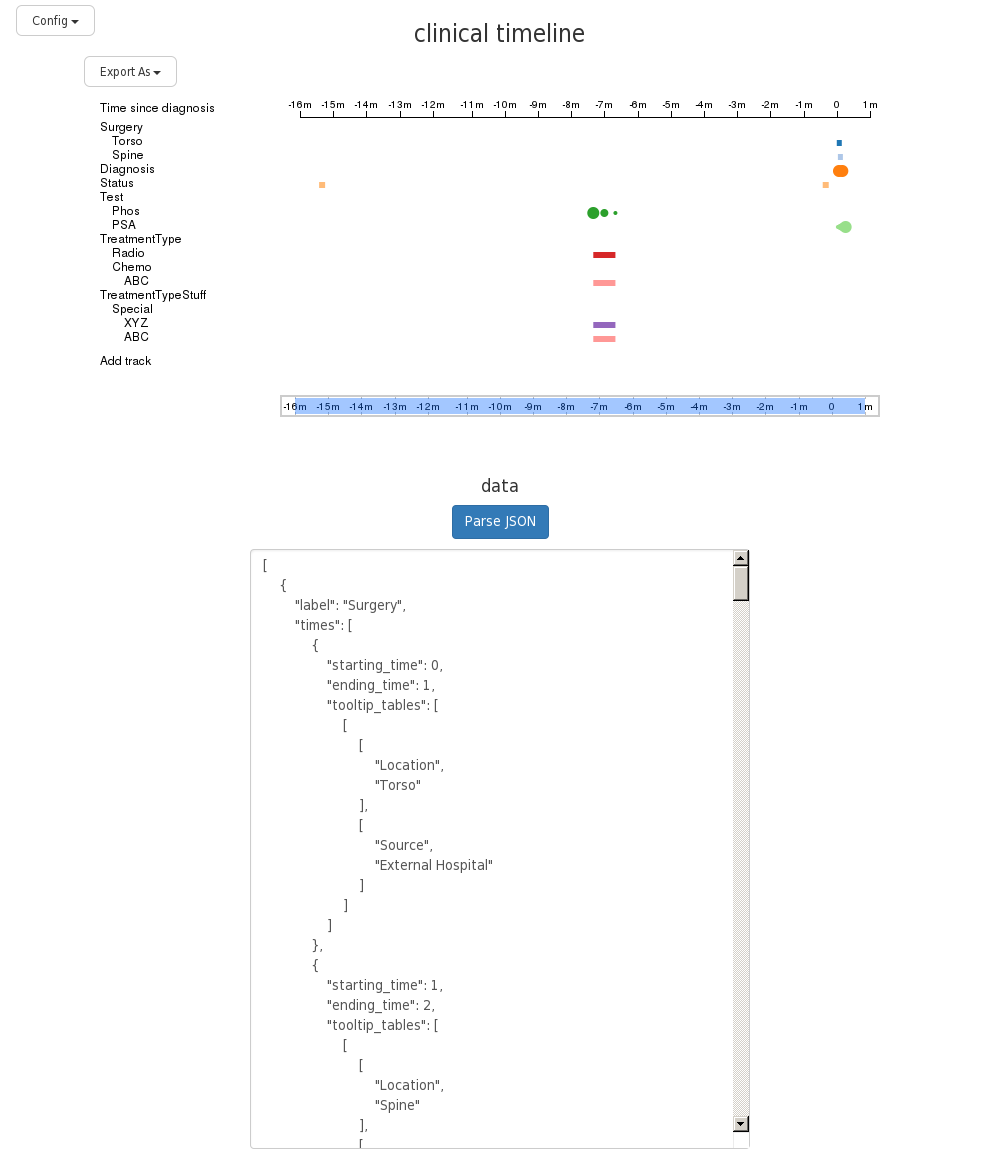 Config
clinical timeline
Export As
Time since diagnosis
-16m -15m -14m -13m -12m -11m -10m -9m -8m -7m -6m -5m -4m -3m -2m -1m 0 1m
Surgery
Torso
Spine
Diagnosis
Status
Test
Phos
PSA
TreatmentType
Radio
Chemo
ABC
TreatmentTypeStuff
Special
XYZ
ABC
Add track
-16m -15m -14m -13m -12m -11m -10m -9m -8m -7m -6m -5m -4m -3m -2m -1m 0 1m
data
Parse JSON
[
{
"label": "Surgery",
"times": [
{
"starting_time": 0,
"ending_time": 1,
"tooltip_tables": [
[
[
"Location",
"Torso"
],
[
"Source",
"External Hospital"
]
]
]
},
{
"starting_time": 1,
"ending_time": 2,
"tooltip_tables": [
[
[
"Location",
"Spine"
],
[